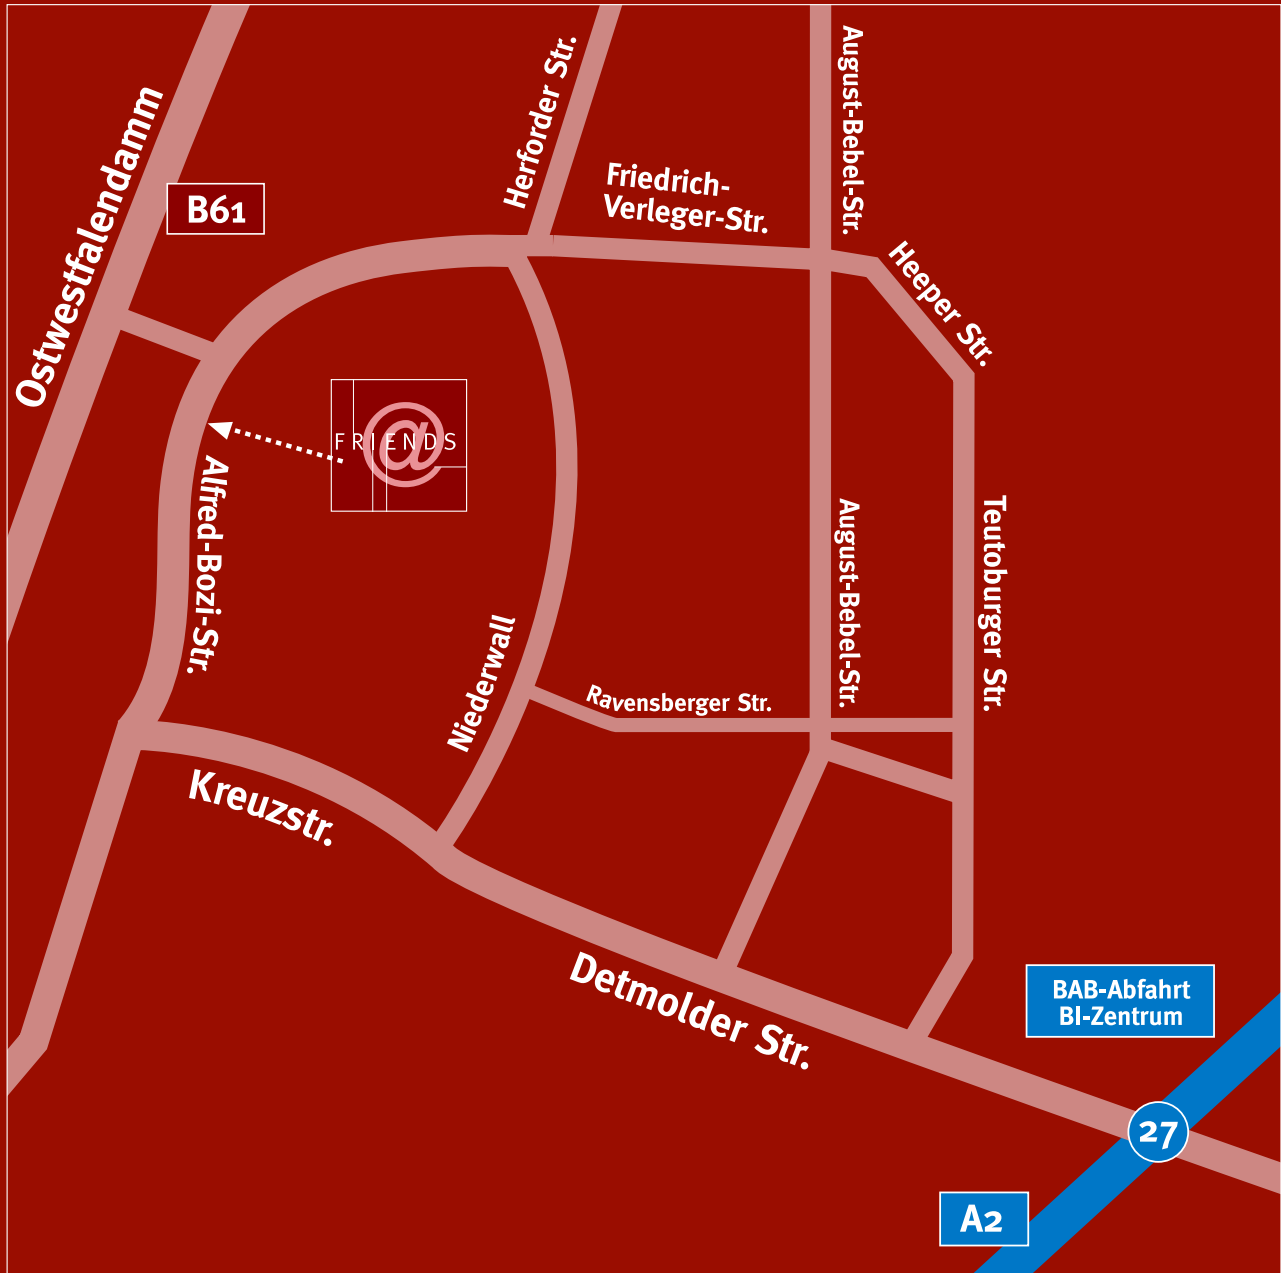 Ostwestfalendamm
B61
Herforder Str.
Friedrich-
Verleger-Str.
August-Bebel-Str.
Heeper Str.
FRIENDS
@
Alfred-Bozi-Str.
August-Bebel-Str.
Teutoburger Str.
Niederwall
Ravensberger Str.
Kreuzstr.
Detmolder Str.
BAB-Abfahrt
BI-Zentrum
27
A2